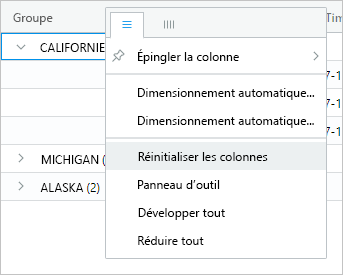 Groupe
Tim
CALIFORNIE
Épingler la colonne
7-1
Dimensionnement automatique...
7-1
Dimensionnement automatique...
7-1
Réinitialiser les colonnes
MICHIGAN (
Panneau d'outil
ALASKA (2)
Développer tout
Réduire tout